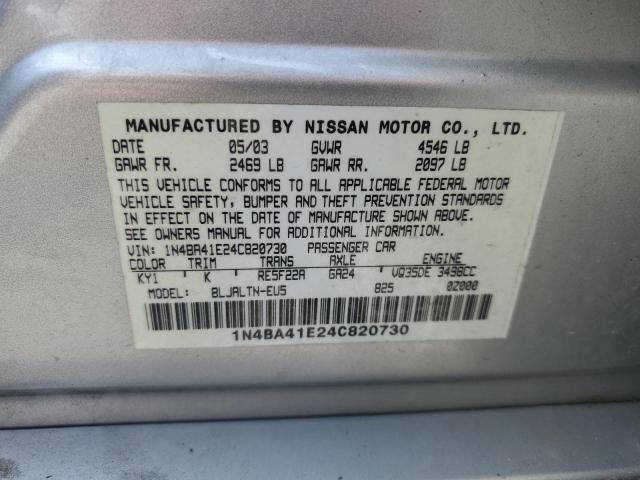 MANUFACTURED BY NISSAN MOTOR CO., LTD.
DATE 05/03 GVWR 4546 LB
GAWR FR. 2469 LB GAWR RR. 2097 LB
THIS VEHICLE CONFORMS TO ALL APPLICABLE FEDERAL MOTOR
VEHICLE SAFETY, BUMPER AND THEFT PREVENTION STANDARDS
IN EFFECT ON THE DATE OF MANUFACTURE SHOWN ABOVE.
SEE OWNERS MANUAL FOR ADDITIONAL INFORMATION
VIN: 1N4BA41E24C820730 PASSENGER CAR
COLOR TRIM TRANS AXLE ENGINE
KY1 K RE5F22A GA24 VQ35DE 3498CC
MODEL: BLJALTN-EU5 825 0Z000
1N4BA41E24C820730